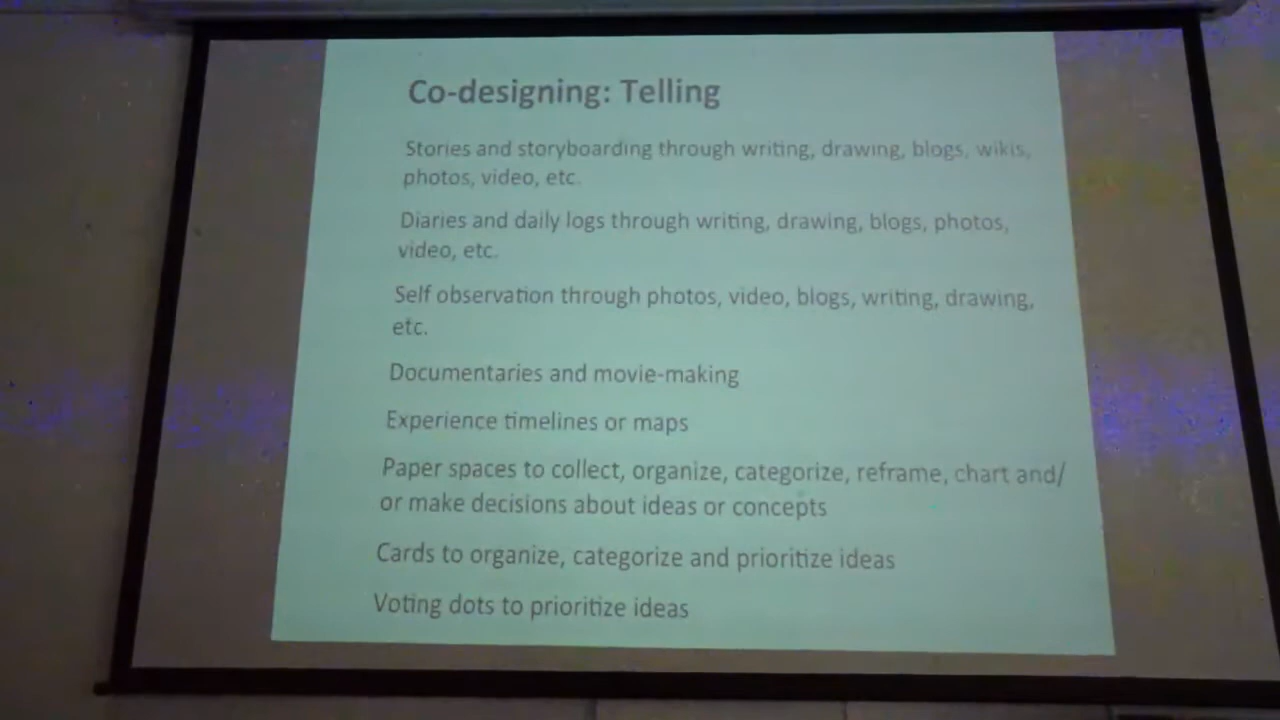 Co-designing: Telling
Stories and storyboarding through writing, drawing, blogs, wikis,
photos, video, etc.
Diaries and daily logs through writing, drawing, blogs, photos,
video, etc.
Self observation through photos, video, blogs, writing, drawing,
etc.
Documentaries and movie-making
Experience timelines or maps
Paper spaces to collect, organize, categorize, reframe, chart and/
or make decisions about ideas or concepts
Cards to organize, categorize and prioritize ideas
Voting dots to prioritize ideas